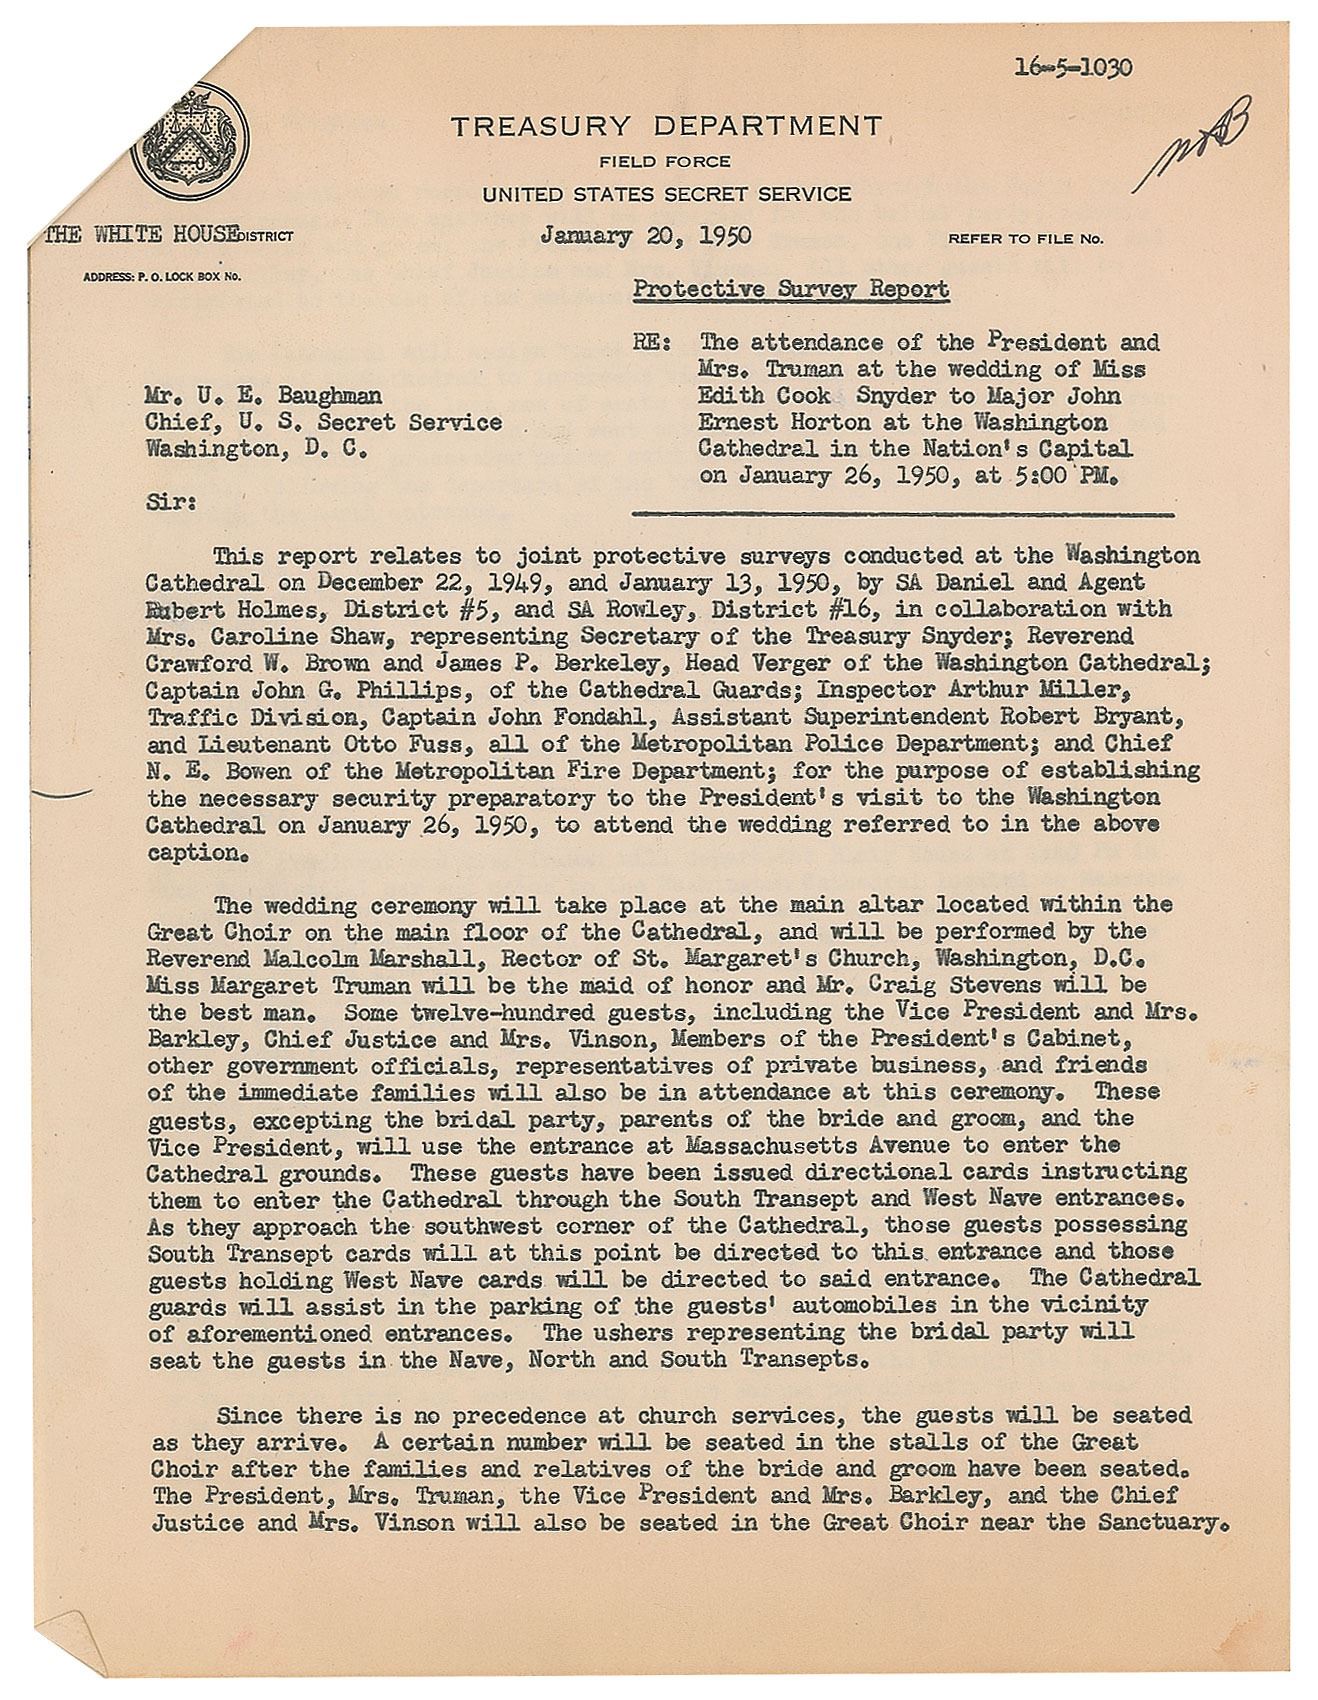 16-5-1030
TREASURY DEPARTMENT
FIELD FORCE
UNITED STATES SECRET SERVICE
THE WHITE HOUSE DISTRICT
January 20, 1950
REFER TO FILE No.
ADDRESS: P. O. LOCK BOX No.
Protective Survey Report
RE: The attendance of the President and
Mrs. Truman at the wedding of Miss
Edith Cook Snyder to Major John
Ernest Horton at the Washington
Cathedral in the Nation's Capital
on January 26, 1950, at 5:00 PM.
Mr. U. E. Baughman
Chief, U. S. Secret Service
Washington, D. C.
Sir:
This report relates to joint protective surveys conducted at the Washington
Cathedral on December 22, 1949, and January 13, 1950, by SA Daniel and Agent
Rubert Holmes, District #5, and SA Rowley, District #16, in collaboration with
Mrs. Caroline Shaw, representing Secretary of the Treasury Snyder; Reverend
Crawford W. Brown and James P. Berkeley, Head Verger of the Washington Cathedral;
Captain John G. Phillips, of the Cathedral Guards; Inspector Arthur Miller,
Traffic Division, Captain John Fondahl, Assistant Superintendent Robert Bryant,
and Lieutenant Otto Fuss, all of the Metropolitan Police Department; and Chief
N. E. Bowen of the Metropolitan Fire Department; for the purpose of establishing
the necessary security preparatory to the President's visit to the Washington
Cathedral on January 26, 1950, to attend the wedding referred to in the above
caption.
The wedding ceremony will take place at the main altar located within the
Great Choir on the main floor of the Cathedral, and will be performed by the
Reverend Malcolm Marshall, Rector of St. Margaret's Church, Washington, D.C.
Miss Margaret Truman will be the maid of honor and Mr. Craig Stevens will be
the best man. Some twelve-hundred guests, including the Vice President and Mrs.
Barkley, Chief Justice and Mrs. Vinson, Members of the President's Cabinet,
other government officials, representatives of private business, and friends
of the immediate families will also be in attendance at this ceremony. These
guests, excepting the bridal party, parents of the bride and groom, and the
Vice President, will use the entrance at Massachusetts Avenue to enter the
Cathedral grounds. These guests have been issued directional cards instructing
them to enter the Cathedral through the South Transept and West Nave entrances.
As they approach the southwest corner of the Cathedral, those guests possessing
South Transept cards will at this point be directed to this entrance and those
guests holding West Nave cards will be directed to said entrance. The Cathedral
guards will assist in the parking of the guests' automobiles in the vicinity
of aforementioned entrances. The ushers representing the bridal party will
seat the guests in the Nave, North and South Transepts.
Since there is no precedence at church services, the guests will be seated
as they arrive. A certain number will be seated in the stalls of the Great
Choir after the families and relatives of the bride and groom have been seated.
The President, Mrs. Truman, the Vice President and Mrs. Barkley, and the Chief
Justice and Mrs. Vinson will also be seated in the Great Choir near the Sanctuary.